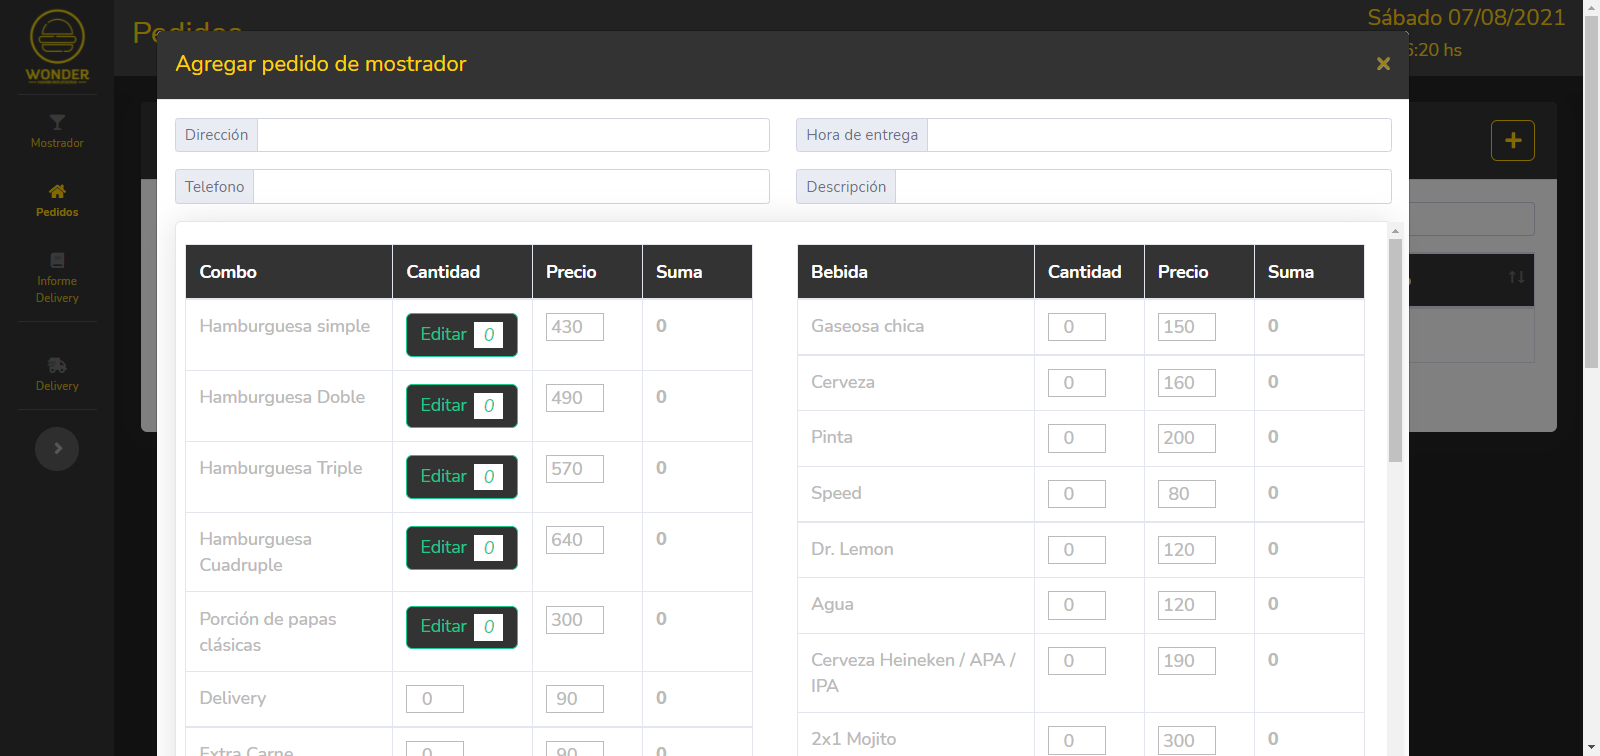 WONDER
Mostrador
Pedidos
Informe
Delivery
Delivery
Pedidos
Sábado 07/08/2021
6:20 hs
Agregar pedido de mostrador
Dirección
Hora de entrega
Telefono
Descripción
Combo Cantidad Precio Suma
Hamburguesa simple Editar 0 430 0
Hamburguesa Doble Editar 0 490 0
Hamburguesa Triple Editar 0 570 0
Hamburguesa
Cuadruple Editar 0 640 0
Porción de papas
clásicas Editar 0 300 0
Delivery 0 90 0
Extra Carne 0 90 0
Bebida Cantidad Precio Suma
Gaseosa chica 0 150 0
Cerveza 0 160 0
Pinta 0 200 0
Speed 0 80 0
Dr. Lemon 0 120 0
Agua 0 120 0
Cerveza Heineken / APA /
IPA 0 190 0
2x1 Mojito 0 300 0